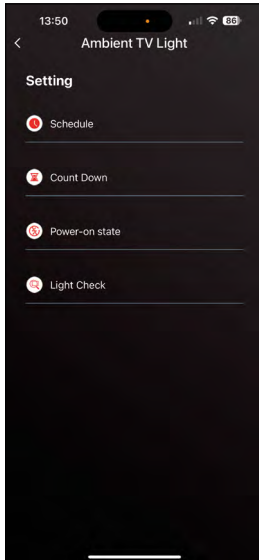 13:50
86
Ambient TV Light
Setting
Schedule
Count Down
Power-on state
Light Check